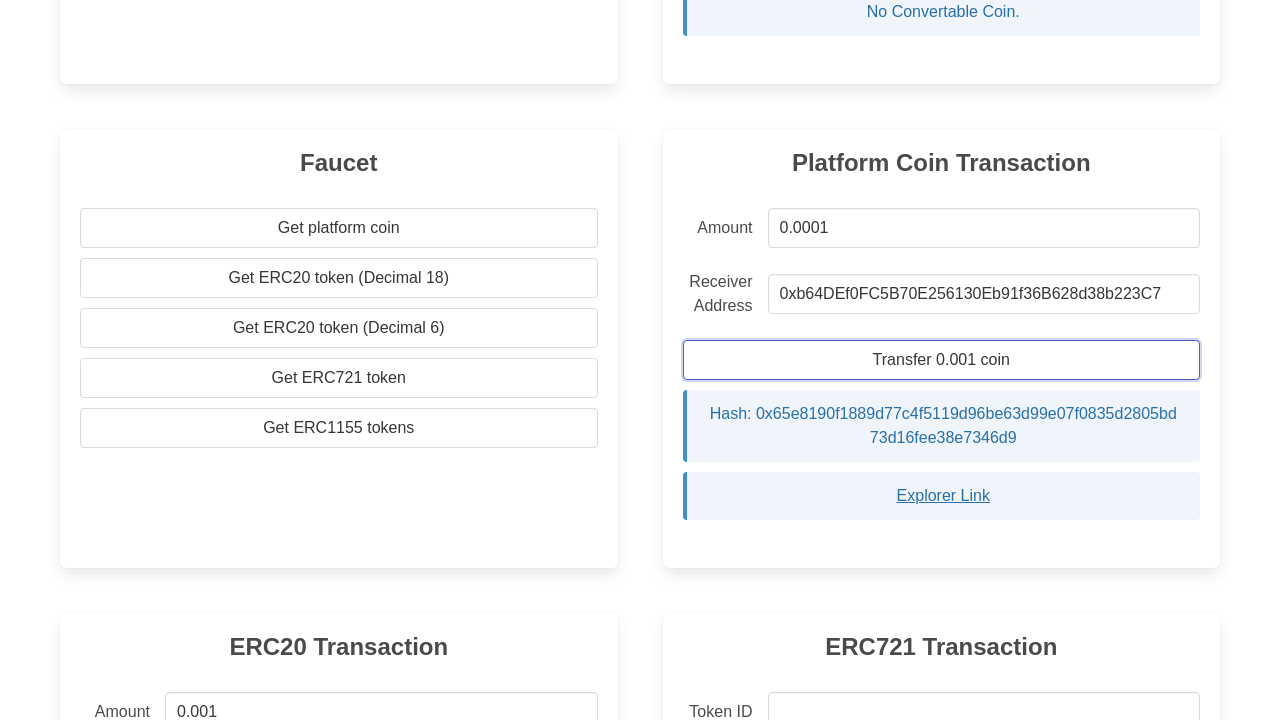 No Convertable Coin.
Faucet
Get platform coin
Get ERC20 token (Decimal 18)
Get ERC20 token (Decimal 6)
Get ERC721 token
Get ERC1155 tokens
Platform Coin Transaction
Amount
0.0001
Receiver
Address
0xb64DEf0FC5B70E256130Eb91f36B628d38b223C7
Transfer 0.001 coin
Hash: 0x65e8190f1889d77c4f5119d96be63d99e07f0835d2805bd
73d16fee38e7346d9
Explorer Link
ERC20 Transaction
Amount
0.001
ERC721 Transaction
Token ID